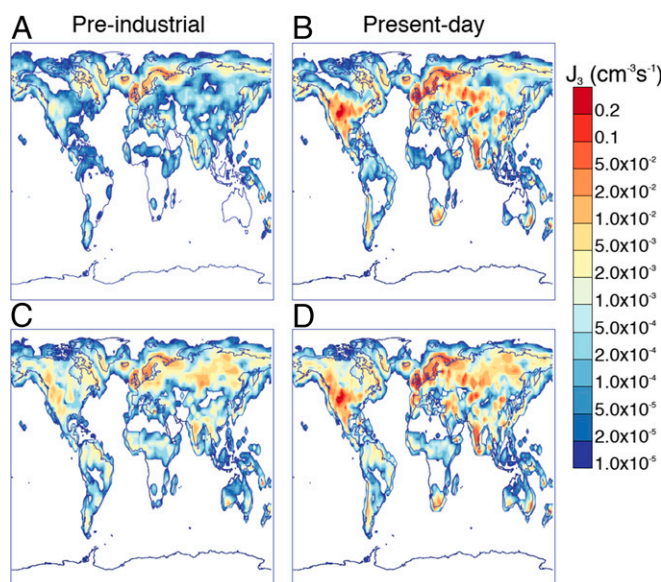 A Pre-industrial
B Present-day
J₃ (cm⁻³s⁻¹)
0.2
0.1
5.0x10⁻²
2.0x10⁻²
1.0x10⁻²
5.0x10⁻³
2.0x10⁻³
1.0x10⁻³
5.0x10⁻⁴
2.0x10⁻⁴
1.0x10⁻⁴
5.0x10⁻⁵
2.0x10⁻⁵
1.0x10⁻⁵
C
D